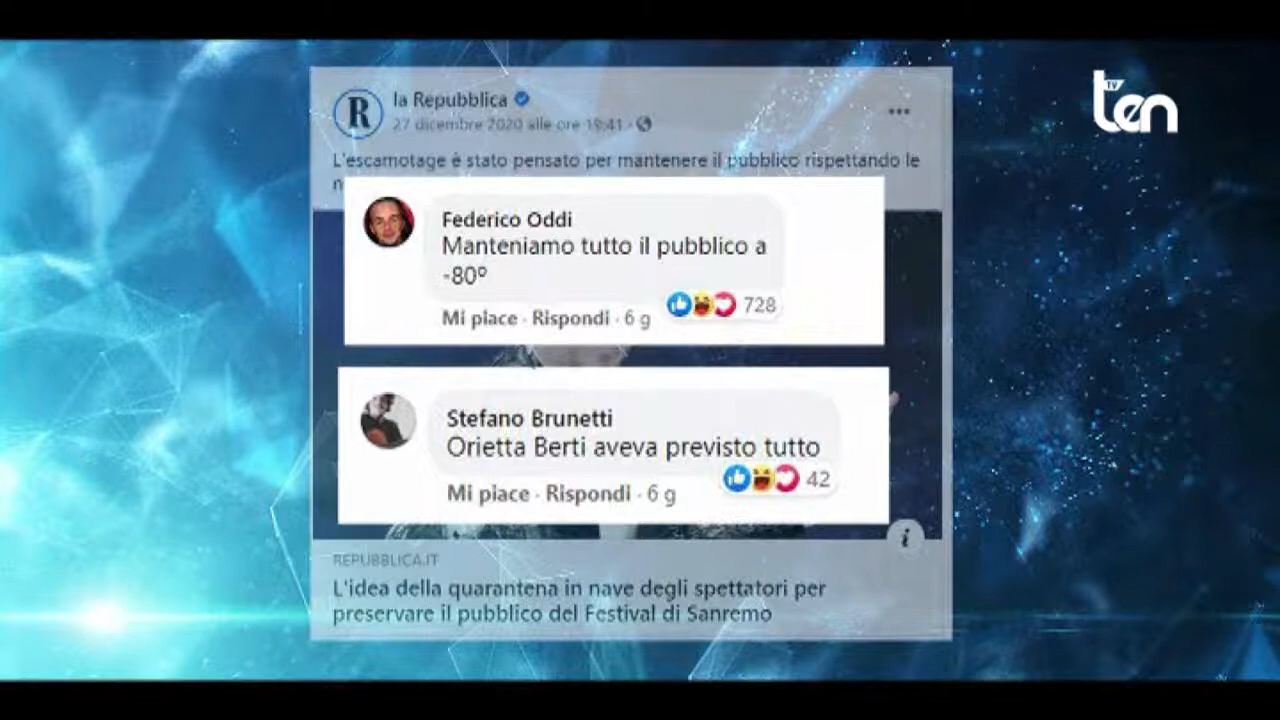 TV
ten
R
la Repubblica
27 dicembre 2020 alle ore 19:41 ·
L'escamotage è stato pensato per mantenere il pubblico rispettando le
Federico Oddi
Manteniamo tutto il pubblico a
-80º
Mi piace · Rispondi · 6 g
728
Stefano Brunetti
Orietta Berti aveva previsto tutto
Mi piace · Rispondi · 6 g
42
i
REPUBBLICA.IT
L'idea della quarantena in nave degli spettatori per
preservare il pubblico del Festival di Sanremo